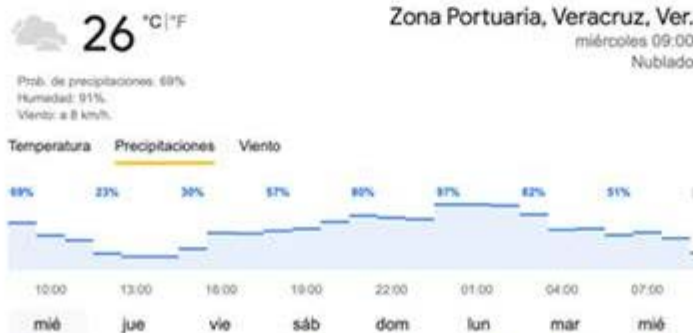 26 °C | °F
Zona Portuaria, Veracruz, Ver.
miércoles 09:00
Nublado
Prob. de precipitaciones: 69%
Humedad: 91%
Viento: a 8 km/h
Temperatura Precipitaciones Viento
69% 23% 30% 57% 80% 97% 82% 51%
10:00 13:00 16:00 19:00 22:00 01:00 04:00 07:00
mié jue vie sáb dom lun mar mié